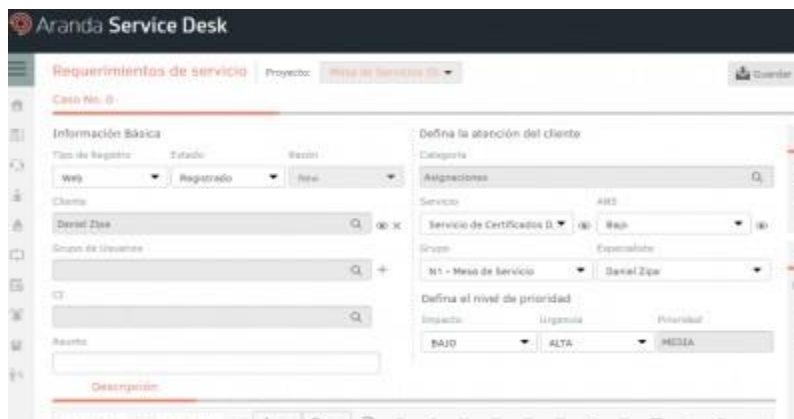 Aranda Service Desk
Requerimientos de servicio Proyecto: Mesa de Servicios
Guardar
Caso No: 0
Información Básica
Tipo de Registro Estado Razón
Web Registrado New
Cliente
Daniel Zipa
Grupo de Usuarios
CI
Asunto
Descripción
Defina la atención del cliente
Categoría
Asignaciones
Servicio ANS
Servicio de Certificados D. Bajo
Grupo Especialista
N1 - Mesa de Servicio Daniel Zipa
Defina el nivel de prioridad
Impacto Urgencia Prioridad
BAJO ALTA MEDIA